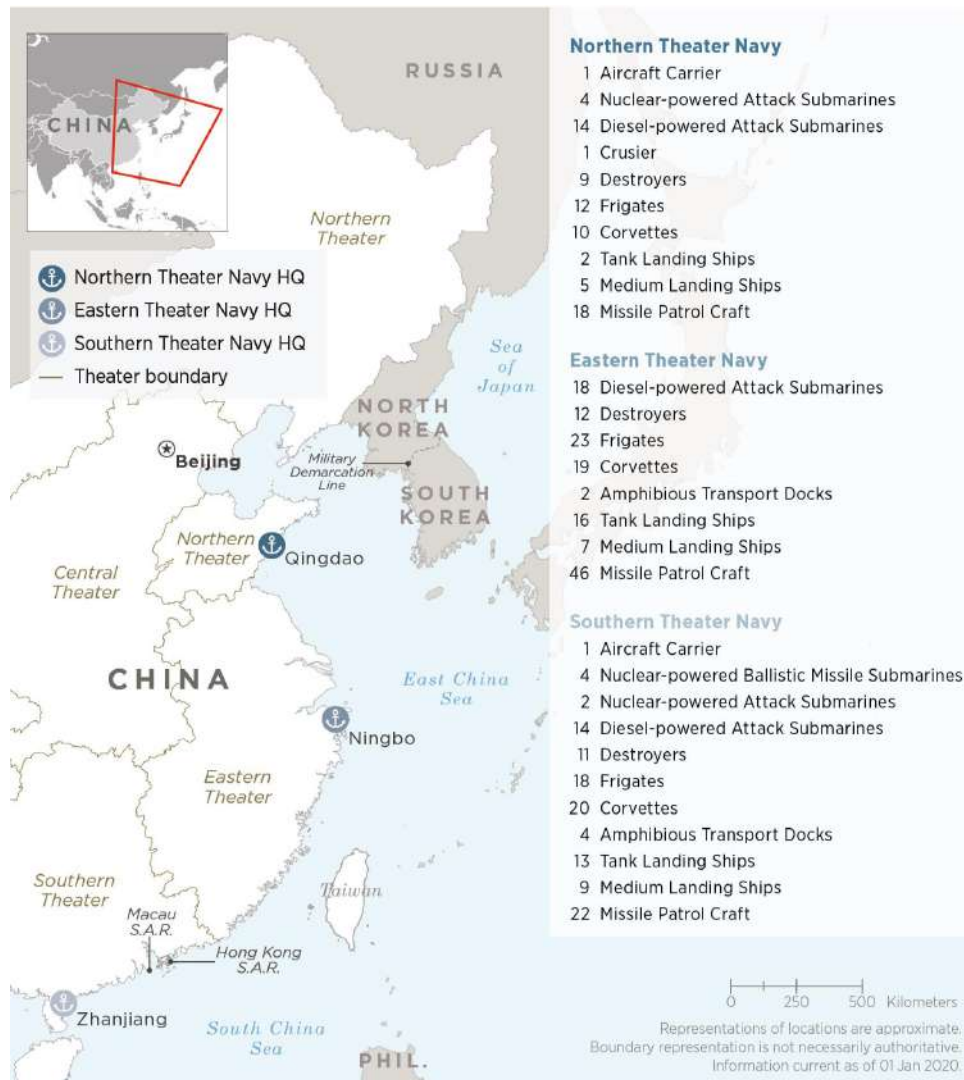 RUSSIA
CHINA
Northern
Theater
Northern Theater Navy HQ
Eastern Theater Navy HQ
Southern Theater Navy HQ
Theater boundary
Sea
of
Japan
NORTH
KOREA
Beijing
Military
Demarcation
Line
SOUTH
KOREA
Northern
Theater
Qingdao
Central
Theater
CHINA
East China
Sea
Ningbo
Eastern
Theater
Southern
Theater
Taiwan
Macau
S.A.R.
Hong Kong
S.A.R.
Zhanjiang
South China
Sea
PHIL.
Northern Theater Navy
1 Aircraft Carrier
4 Nuclear-powered Attack Submarines
14 Diesel-powered Attack Submarines
1 Crusier
9 Destroyers
12 Frigates
10 Corvettes
2 Tank Landing Ships
5 Medium Landing Ships
18 Missile Patrol Craft
Eastern Theater Navy
18 Diesel-powered Attack Submarines
12 Destroyers
23 Frigates
19 Corvettes
2 Amphibious Transport Docks
16 Tank Landing Ships
7 Medium Landing Ships
46 Missile Patrol Craft
Southern Theater Navy
1 Aircraft Carrier
4 Nuclear-powered Ballistic Missile Submarines
2 Nuclear-powered Attack Submarines
14 Diesel-powered Attack Submarines
11 Destroyers
18 Frigates
20 Corvettes
4 Amphibious Transport Docks
13 Tank Landing Ships
9 Medium Landing Ships
22 Missile Patrol Craft
0 250 500 Kilometers
Representations of locations are approximate.
Boundary representation is not necessarily authoritative.
Information current as of 01 Jan 2020.